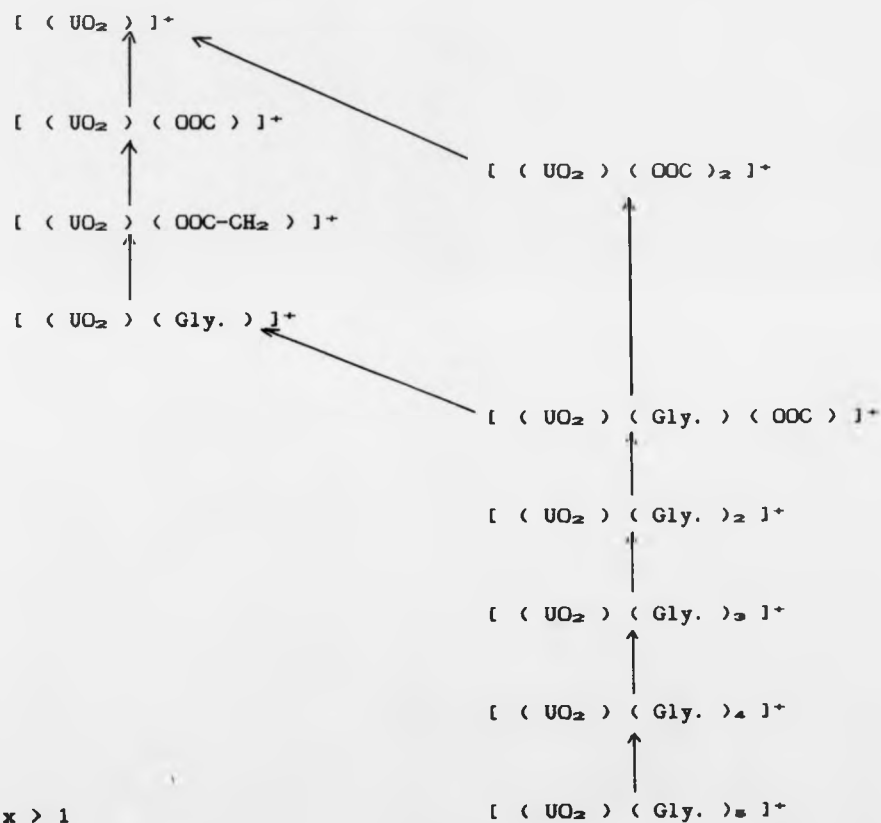 [ ( UO₂ ) ]⁺
[ ( UO₂ ) ( OOC ) ]⁺
[ ( UO₂ ) ( OOC )₂ ]⁺
[ ( UO₂ ) ( OOC-CH₂ ) ]⁺
[ ( UO₂ ) ( Gly. ) ]⁺
[ ( UO₂ ) ( Gly. ) ( OOC ) ]⁺
[ ( UO₂ ) ( Gly. )₂ ]⁺
[ ( UO₂ ) ( Gly. )₃ ]⁺
[ ( UO₂ ) ( Gly. )₄ ]⁺
x > 1
[ ( UO₂ ) ( Gly. )₅ ]⁺